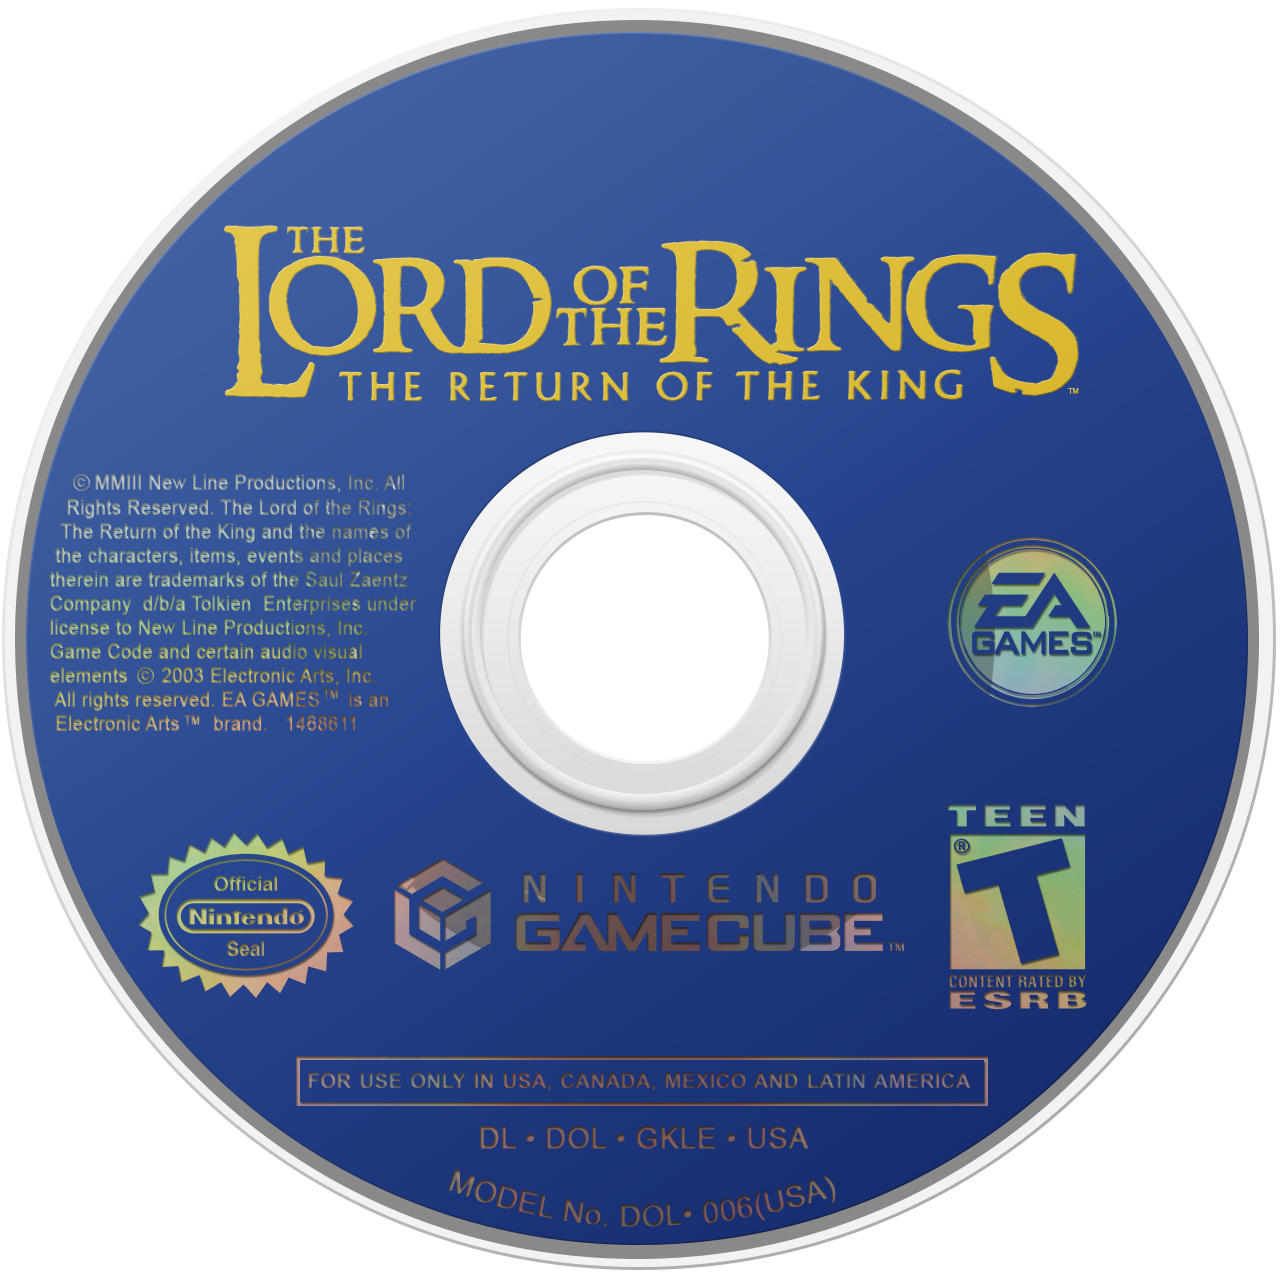 THE
LORD OF THE RINGS
THE RETURN OF THE KING ™
© MMIII New Line Productions, Inc. All
Rights Reserved. The Lord of the Rings:
The Return of the King and the names of
the characters, items, events and places
therein are trademarks of the Saul Zaentz
Company d/b/a Tolkien Enterprises under
license to New Line Productions, Inc.
Game Code and certain audio visual
elements © 2003 Electronic Arts, Inc.
All rights reserved. EA GAMES™ is an
Electronic Arts™ brand. 1468611
EA
GAMES™
TEEN
®
T
CONTENT RATED BY
ESRB
Official
Nintendo®
Seal
NINTENDO
GAMECUBE™
FOR USE ONLY IN USA, CANADA, MEXICO AND LATIN AMERICA
DL • DOL • GKLE • USA
MODEL No. DOL• 006(USA)